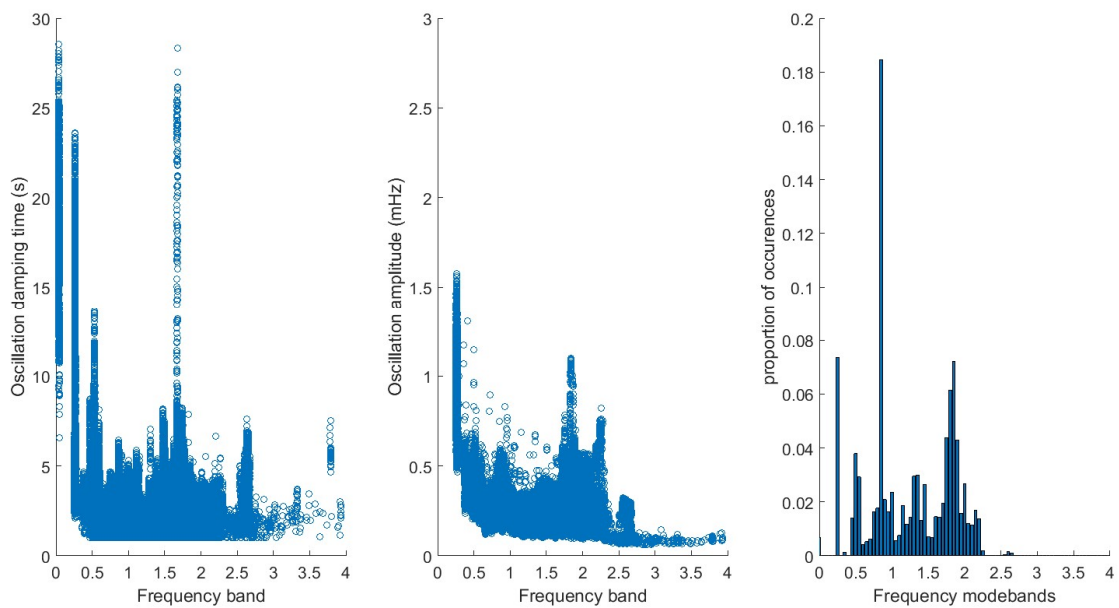 30
25
20
15
10
5
0
Oscillation damping time (s)
0 0.5 1 1.5 2 2.5 3 3.5 4
Frequency band
3
2.5
2
1.5
1
0.5
0
Oscillation amplitude (mHz)
0 0.5 1 1.5 2 2.5 3 3.5 4
Frequency band
0.2
0.18
0.16
0.14
0.12
0.1
0.08
0.06
0.04
0.02
0
proportion of occurences
0 0.5 1 1.5 2 2.5 3 3.5 4
Frequency modebands